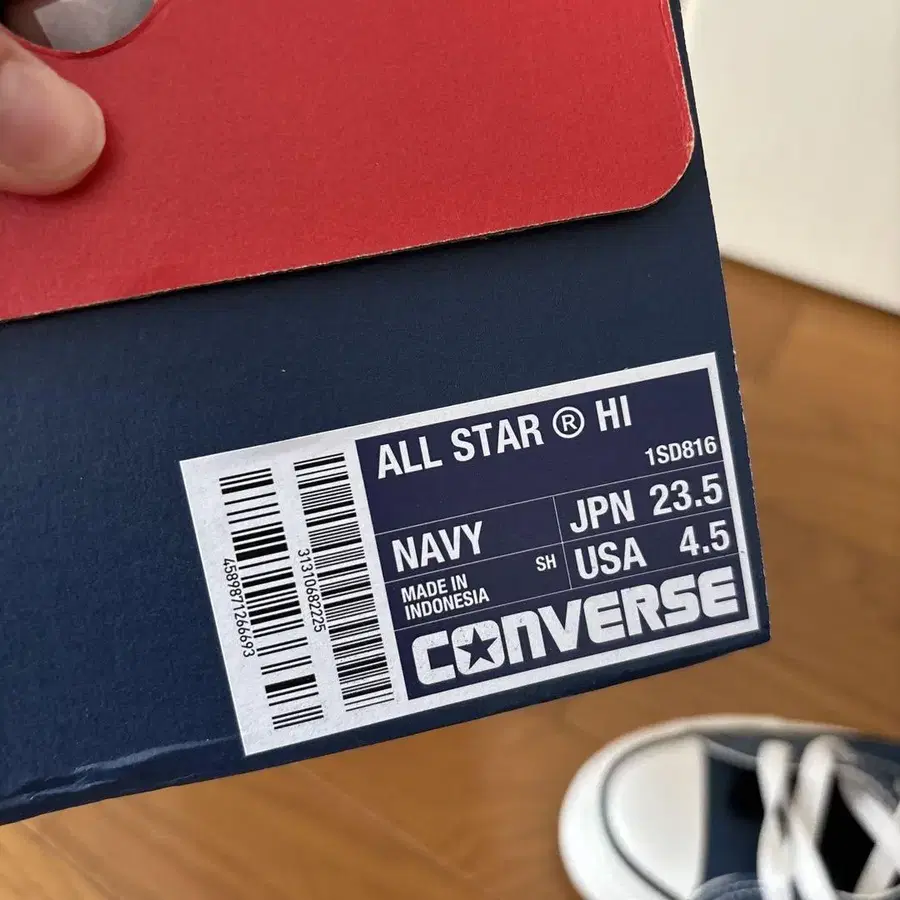 ALL STAR ® HI
1SD816
NAVY
JPN 23.5
SH
USA 4.5
MADE IN
INDONESIA
CONVERSE
4589871266693
31310682225